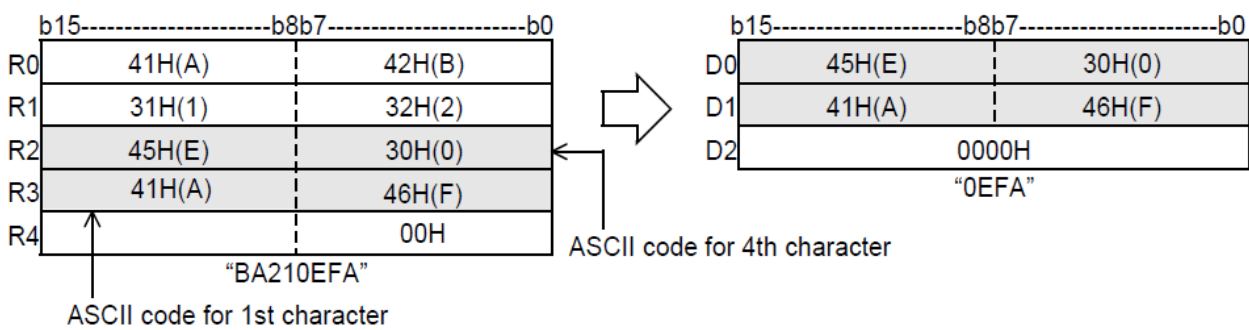 b15----------------------b8b7----------------------b0
R0 41H(A) 42H(B)
R1 31H(1) 32H(2)
R2 45H(E) 30H(0)
R3 41H(A) 46H(F)
R4 00H
"BA210EFA"
ASCII code for 1st character
ASCII code for 4th character
b15----------------------b8b7----------------------b0
D0 45H(E) 30H(0)
D1 41H(A) 46H(F)
D2 0000H
"0EFA"